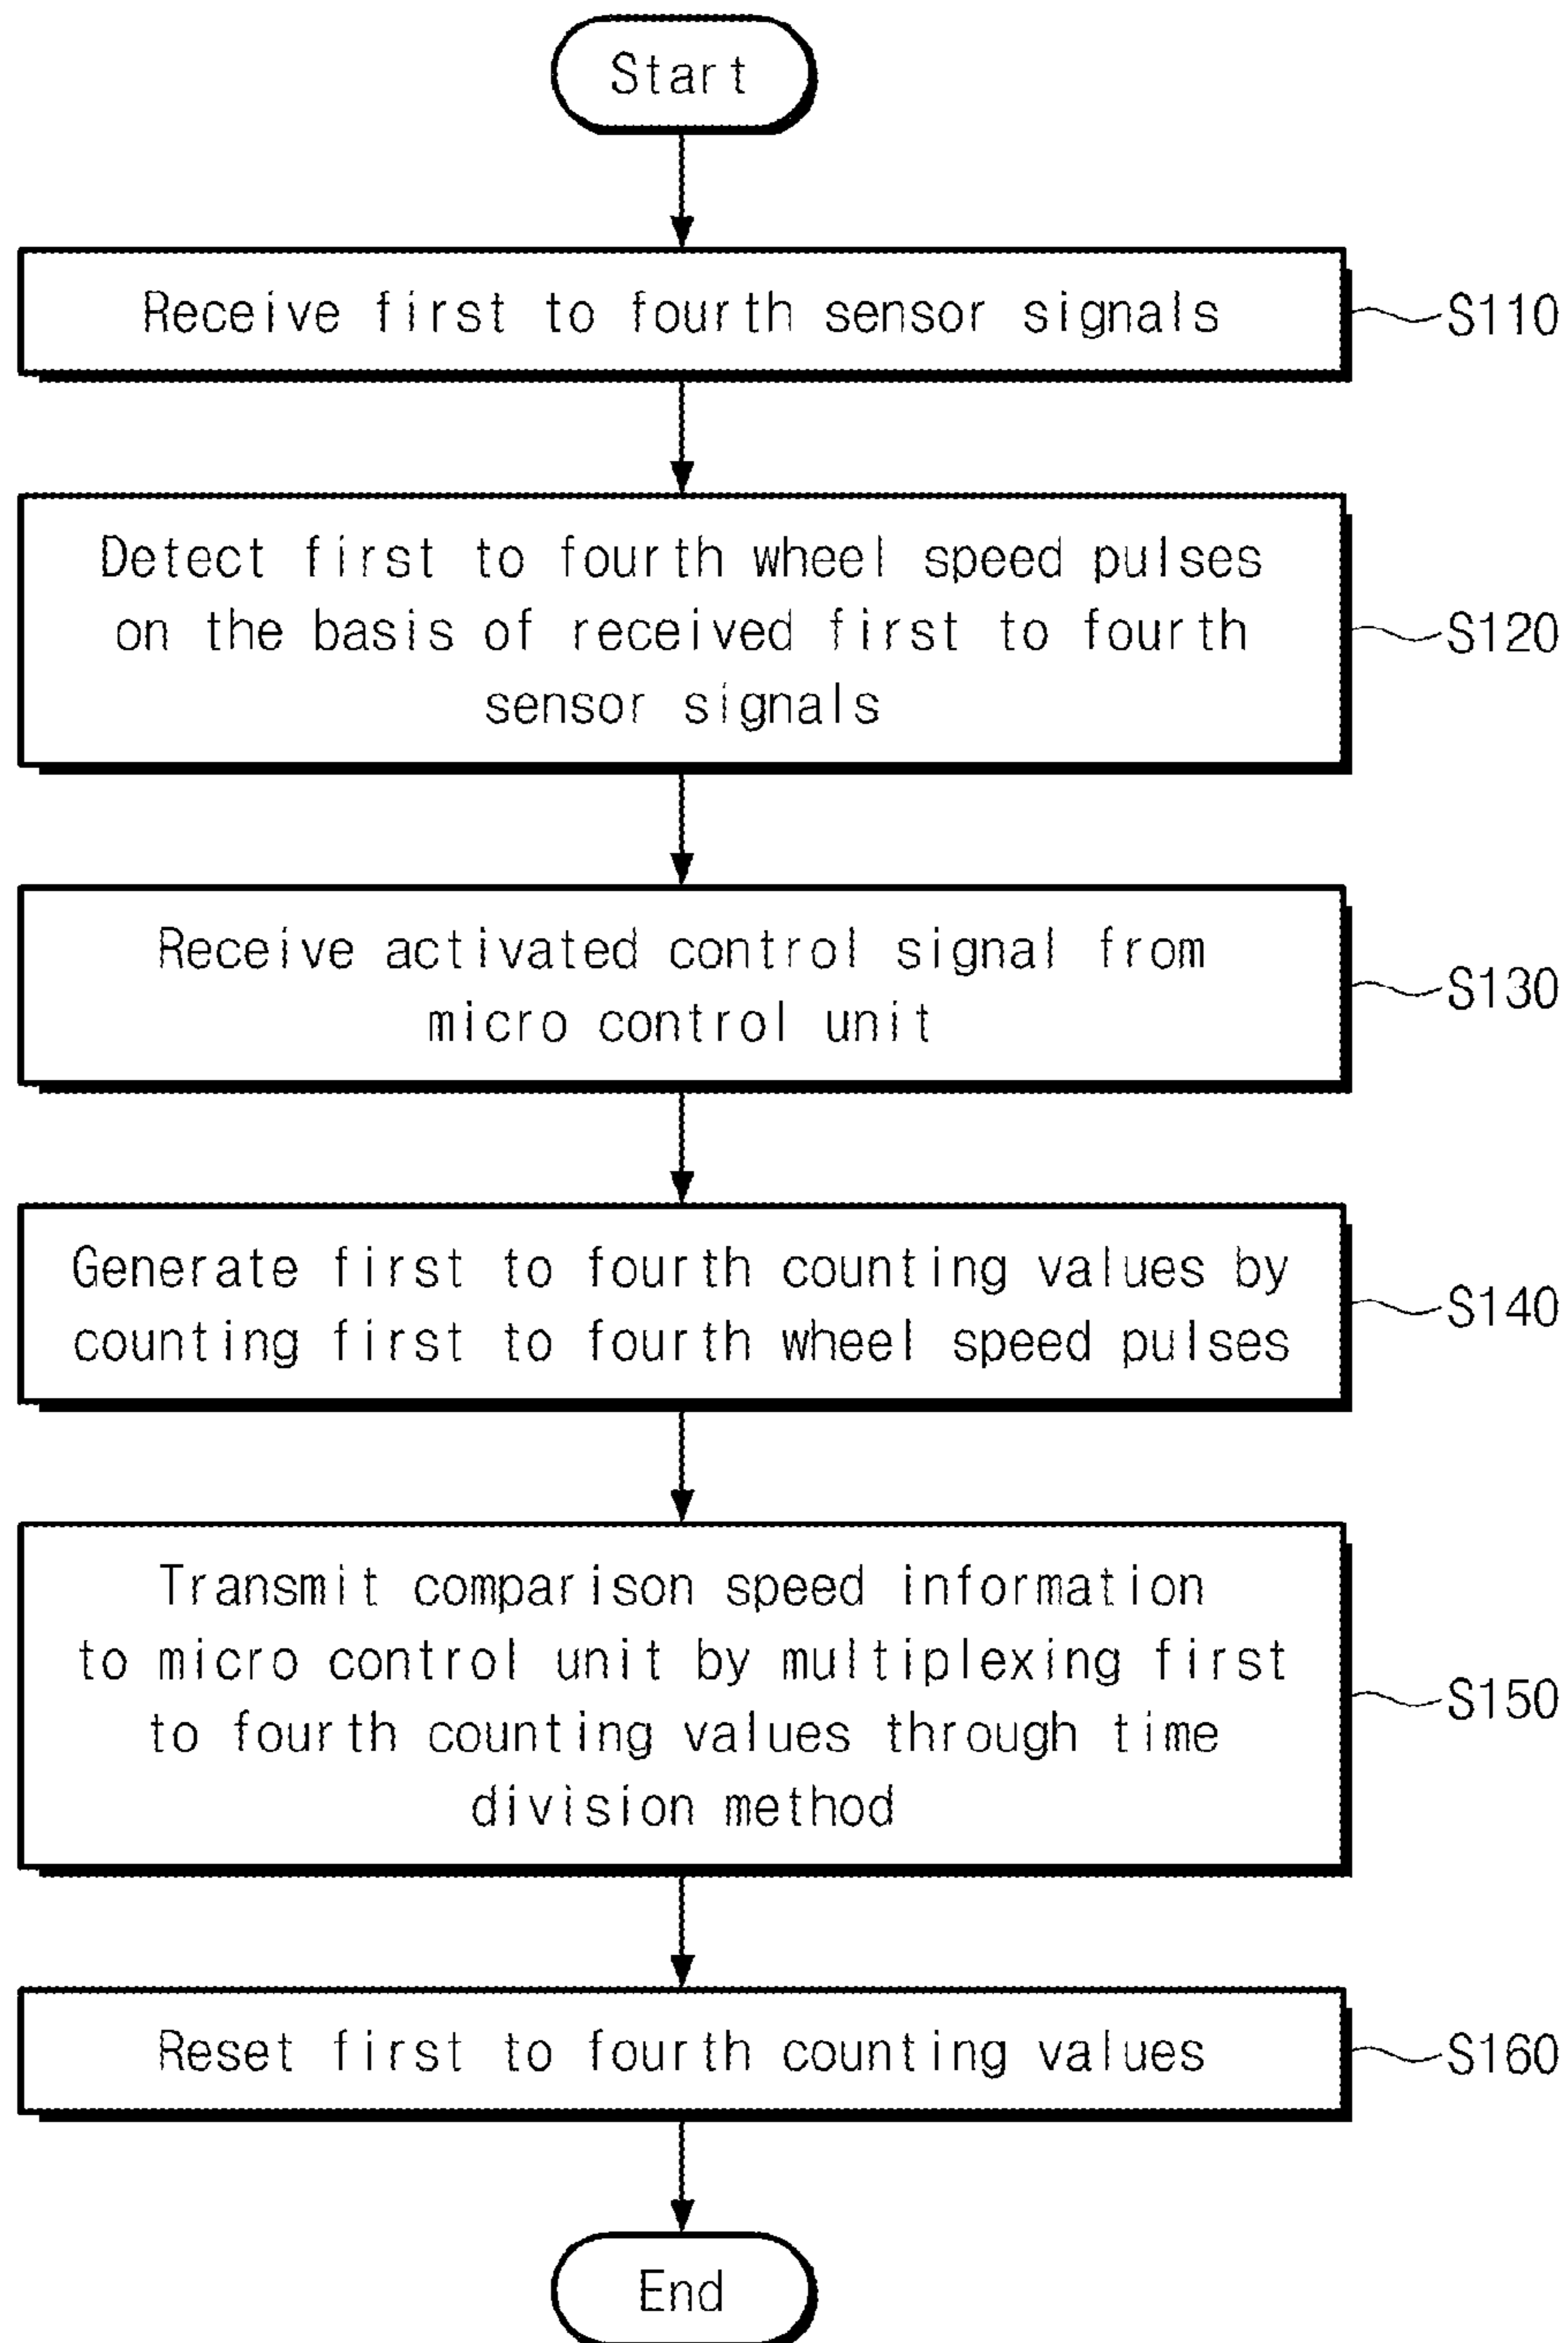 Start
Receive first to fourth sensor signals
S110
Detect first to fourth wheel speed pulses
on the basis of received first to fourth
sensor signals
S120
Receive activated control signal from
micro control unit
S130
Generate first to fourth counting values by
counting first to fourth wheel speed pulses
S140
Transmit comparison speed information
to micro control unit by multiplexing first
to fourth counting values through time
division method
S150
Reset first to fourth counting values
S160
End